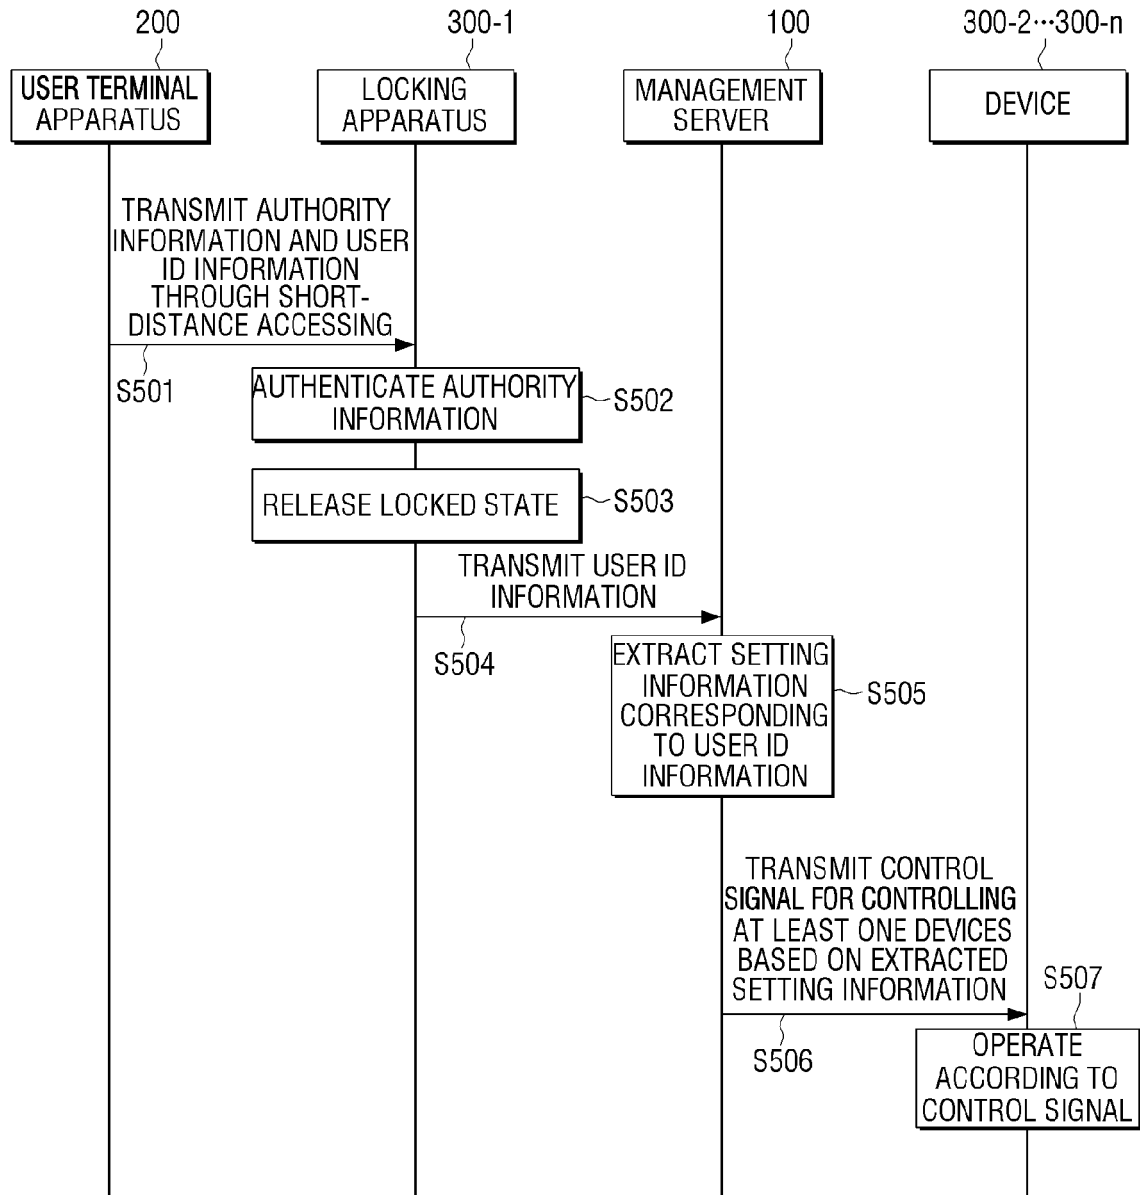 200
300-1
100
300-2···300-n
USER TERMINAL
APPARATUS
LOCKING
APPARATUS
MANAGEMENT
SERVER
DEVICE
TRANSMIT AUTHORITY
INFORMATION AND USER
ID INFORMATION
THROUGH SHORT-
DISTANCE ACCESSING
S501
AUTHENTICATE AUTHORITY
INFORMATION
S502
RELEASE LOCKED STATE
S503
TRANSMIT USER ID
INFORMATION
S504
EXTRACT SETTING
INFORMATION
CORRESPONDING
TO USER ID
INFORMATION
S505
TRANSMIT CONTROL
SIGNAL FOR CONTROLLING
AT LEAST ONE DEVICES
BASED ON EXTRACTED
SETTING INFORMATION
S506
S507
OPERATE
ACCORDING TO
CONTROL SIGNAL